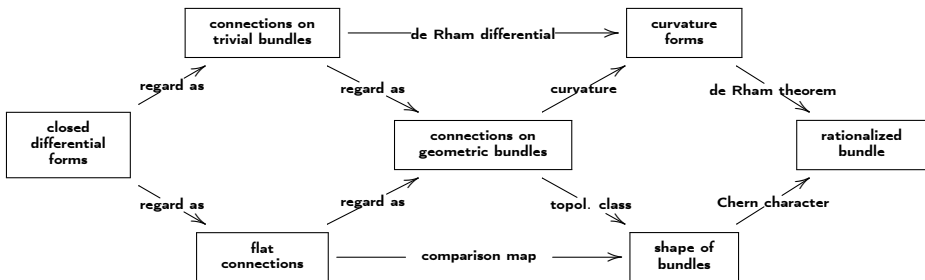 connections on
trivial bundles
de Rham differential
curvature
forms
regard as
regard as
curvature
de Rham theorem
closed
differential
forms
connections on
geometric bundles
rationalized
bundle
regard as
regard as
topol. class
Chern character
flat
connections
comparison map
shape of
bundles